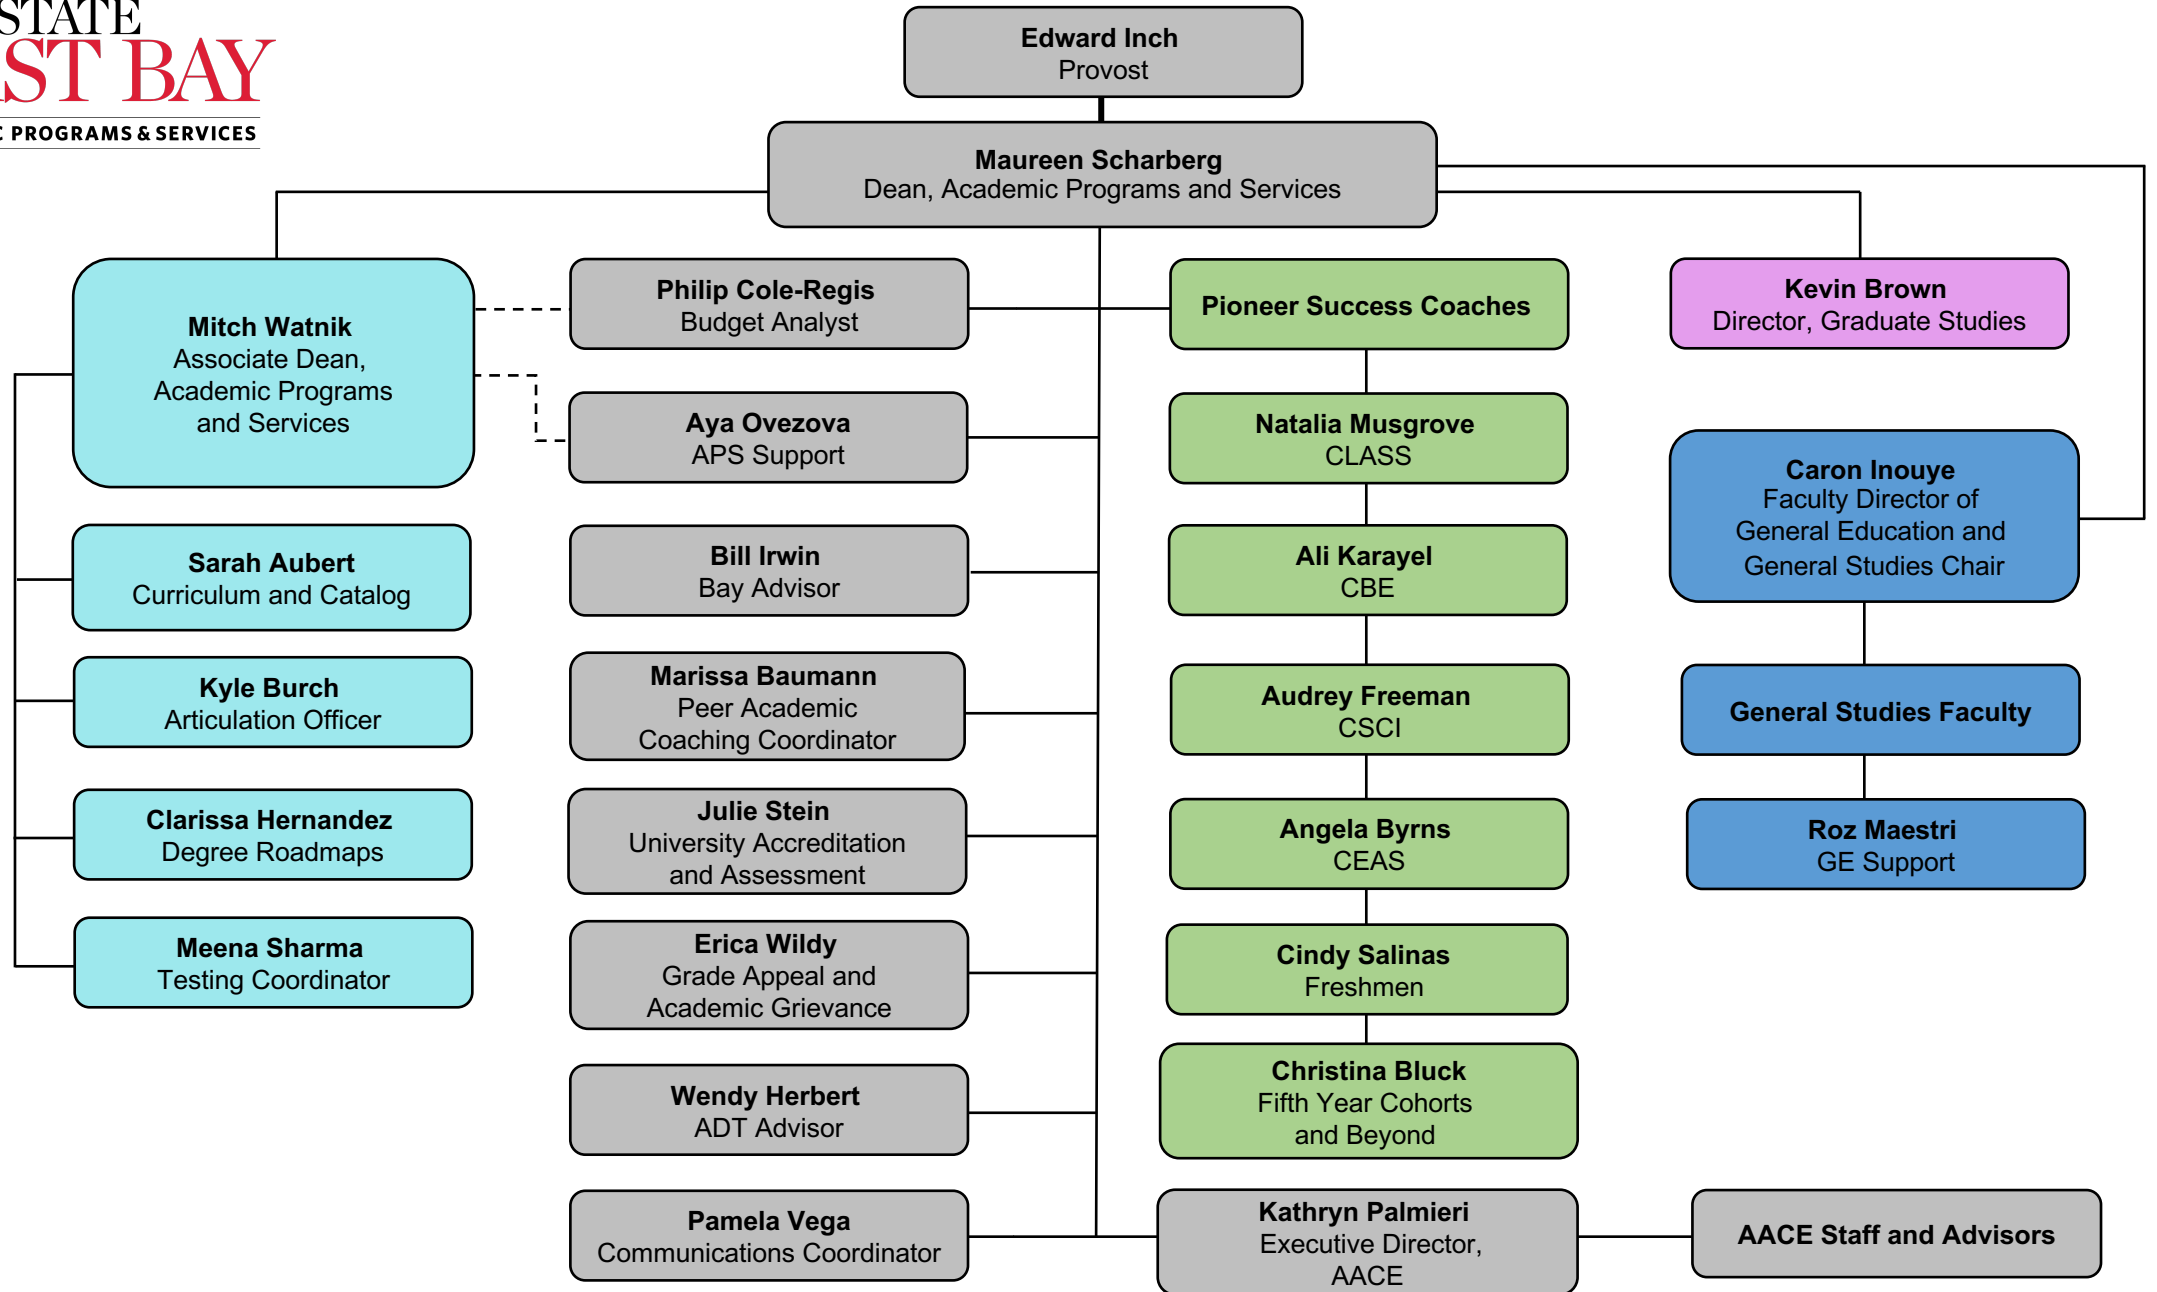 STATE
ST BAY
PROGRAMS & SERVICES
Edward Inch
Provost
Maureen Scharberg
Dean, Academic Programs and Services
Mitch Watnik
Associate Dean,
Academic Programs
and Services
Sarah Aubert
Curriculum and Catalog
Kyle Burch
Articulation Officer
Clarissa Hernandez
Degree Roadmaps
Meena Sharma
Testing Coordinator
Philip Cole-Regis
Budget Analyst
Aya Ovezova
APS Support
Bill Irwin
Bay Advisor
Marissa Baumann
Peer Academic
Coaching Coordinator
Julie Stein
University Accreditation
and Assessment
Erica Wildy
Grade Appeal and
Academic Grievance
Wendy Herbert
ADT Advisor
Pamela Vega
Communications Coordinator
Pioneer Success Coaches
Natalia Musgrove
CLASS
Ali Karayel
CBE
Audrey Freeman
CSCI
Angela Byrns
CEAS
Cindy Salinas
Freshmen
Christina Bluck
Fifth Year Cohorts
and Beyond
Kathryn Palmieri
Executive Director,
AACE
Kevin Brown
Director, Graduate Studies
Caron Inouye
Faculty Director of
General Education and
General Studies Chair
General Studies Faculty
Roz Maestri
GE Support
AACE Staff and Advisors